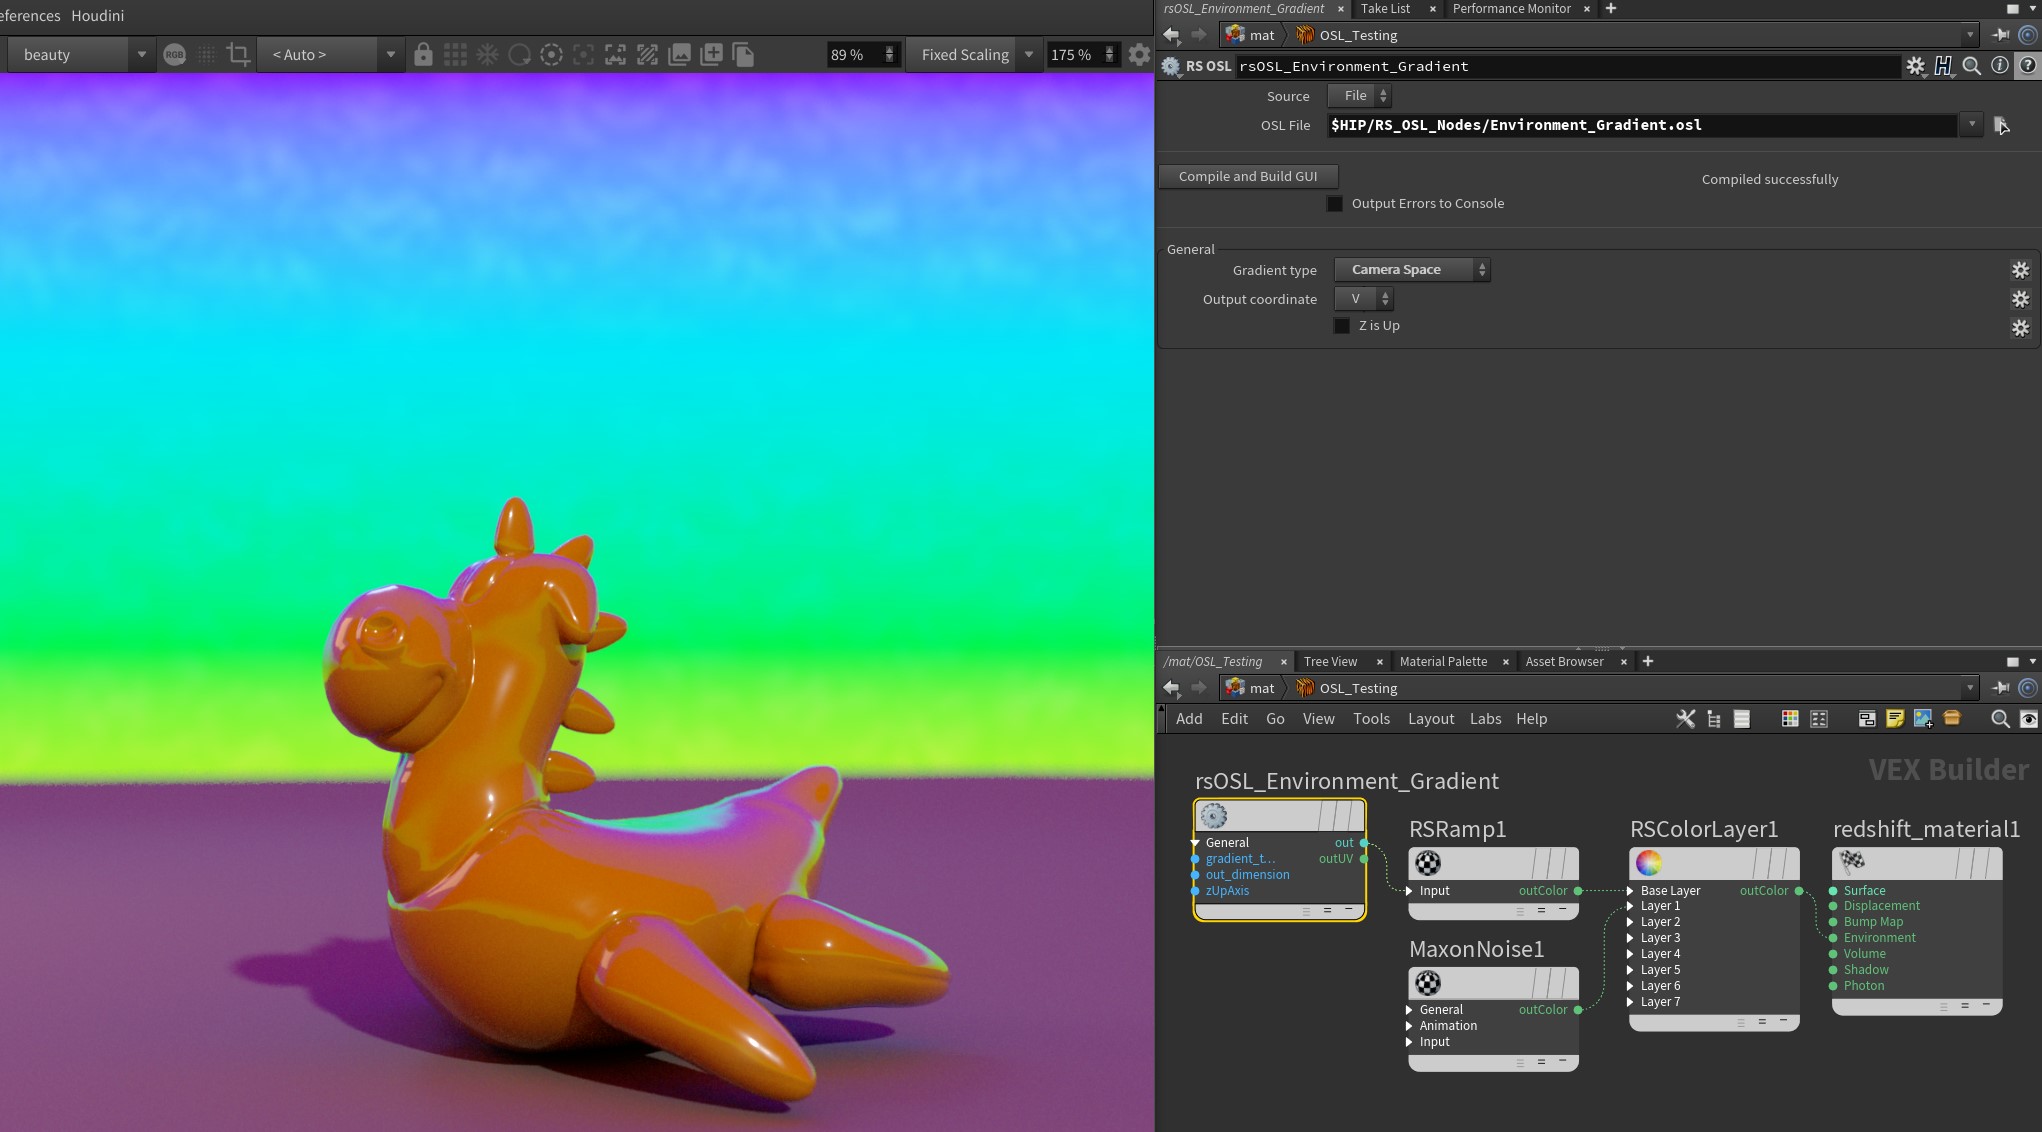 eferences Houdini
beauty RGB < Auto > 89 % Fixed Scaling 175 %
rsOSL_Environment_Gradient × Take List × Performance Monitor × +
mat OSL_Testing
RS OSL rsOSL_Environment_Gradient
Source File
OSL File $HIP/RS_OSL_Nodes/Environment_Gradient.osl
Compile and Build GUI Compiled successfully
Output Errors to Console
General
Gradient type Camera Space
Output coordinate V
Z is Up
/mat/OSL_Testing × Tree View × Material Palette × Asset Browser × +
mat OSL_Testing
Add Edit Go View Tools Layout Labs Help
VEX Builder
rsOSL_Environment_Gradient
General out
gradient_t... outUV
out_dimension
zUpAxis
RSRamp1
Input outColor
MaxonNoise1
General outColor
Animation
Input
RSColorLayer1
Base Layer outColor
Layer 1
Layer 2
Layer 3
Layer 4
Layer 5
Layer 6
Layer 7
redshift_material1
Surface
Displacement
Bump Map
Environment
Volume
Shadow
Photon